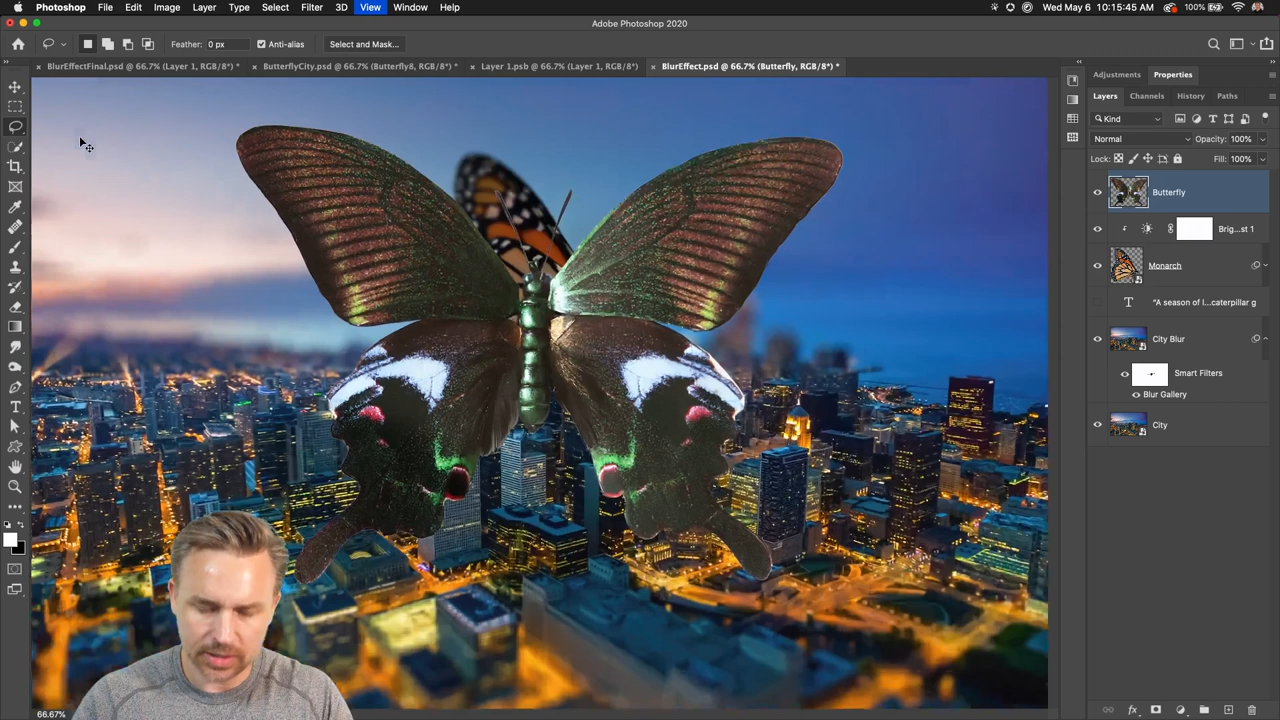 Photoshop File Edit Image Layer Type Select Filter 3D View Window Help 100% Wed May 6 10:15:45 AM
Adobe Photoshop 2020
Feather: 0 px Anti-alias Select and Mask...
× BlurEffectFinal.psd @ 66.7% (Layer 1, RGB/8*) * × ButterflyCity.psd @ 66.7% (Butterfly8, RGB/8*) * × Layer 1.psb @ 66.7% (Layer 1, RGB/8*) × BlurEffect.psd @ 66.7% (Butterfly, RGB/8*) *
Adjustments Properties
Layers Channels History Paths
Kind
Normal Opacity: 100%
Lock: Fill: 100%
Butterfly
Brig...st 1
Monarch
T "A season of l...caterpillar g
City Blur
Smart Filters
Blur Gallery
City
66.67%